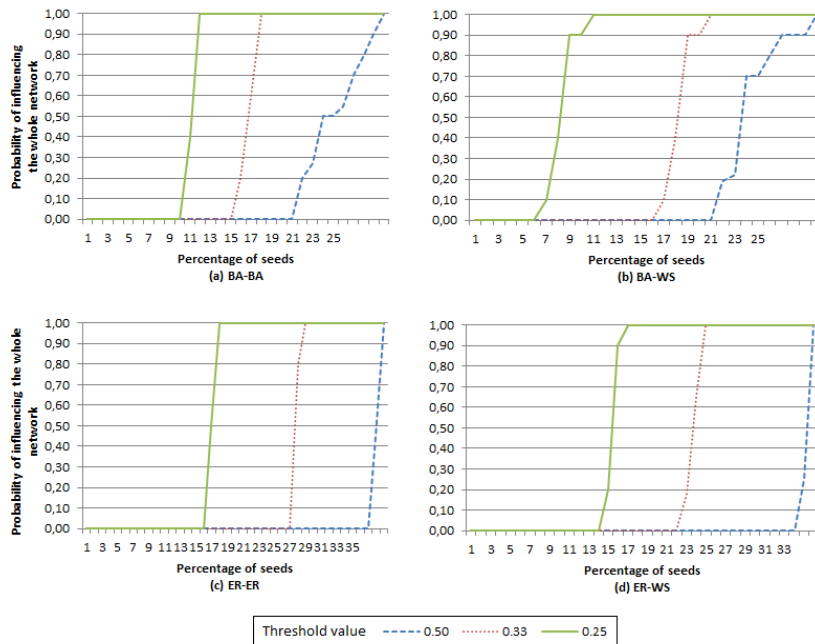 Probability of influencing
the whole network
1,00
0,90
0,80
0,70
0,60
0,50
0,40
0,30
0,20
0,10
0,00
1 3 5 7 9 11 13 15 17 19 21 23 25
Percentage of seeds
(a) BA-BA
1,00
0,90
0,80
0,70
0,60
0,50
0,40
0,30
0,20
0,10
0,00
1 3 5 7 9 11 13 15 17 19 21 23 25
Percentage of seeds
(b) BA-WS
Probability of influencing the whole
network
1,00
0,90
0,80
0,70
0,60
0,50
0,40
0,30
0,20
0,10
0,00
1 3 5 7 9 11 13 15 17 19 21 23 25 27 29 31 33 35
Percentage of seeds
(c) ER-ER
1,00
0,90
0,80
0,70
0,60
0,50
0,40
0,30
0,20
0,10
0,00
1 3 5 7 9 11 13 15 17 19 21 23 25 27 29 31 33
Percentage of seeds
(d) ER-WS
Threshold value 0.50 0.33 0.25